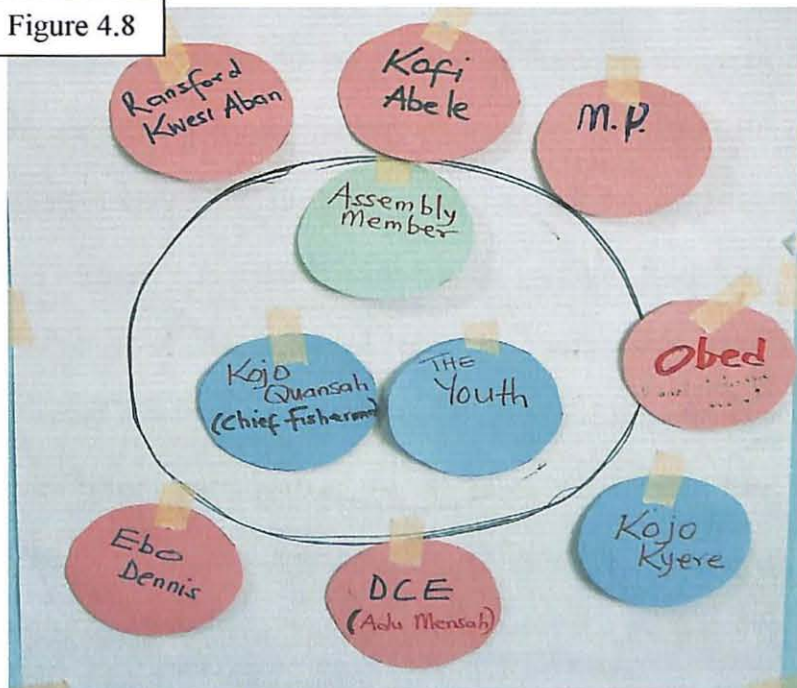 Figure 4.8
Ransford
Kwesi Aban
Kofi
Abele
M.P.
Assembly
Member
Kojo
Quansah
(Chief fisherman)
THE
Youth
Obed
Ebo
Dennis
DCE
(Adu Mensah)
Kojo
Kyere